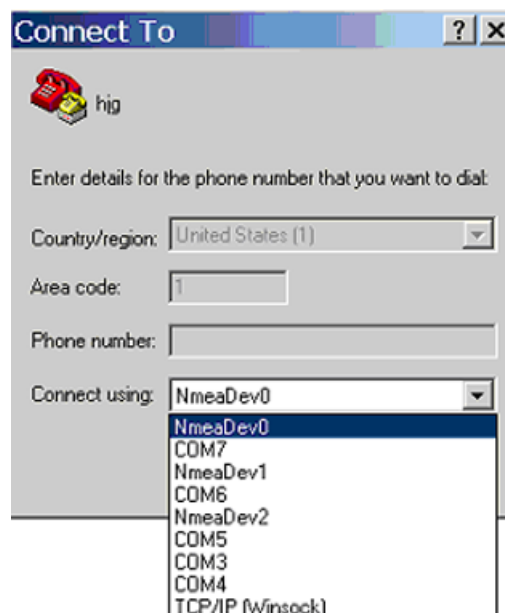 Connect To
hjg
Enter details for the phone number that you want to dial:
Country/region: United States (1)
Area code: 1
Phone number:
Connect using: NmeaDev0
NmeaDev0
COM7
NmeaDev1
COM6
NmeaDev2
COM5
COM3
COM4
TCP/IP (Winsock)